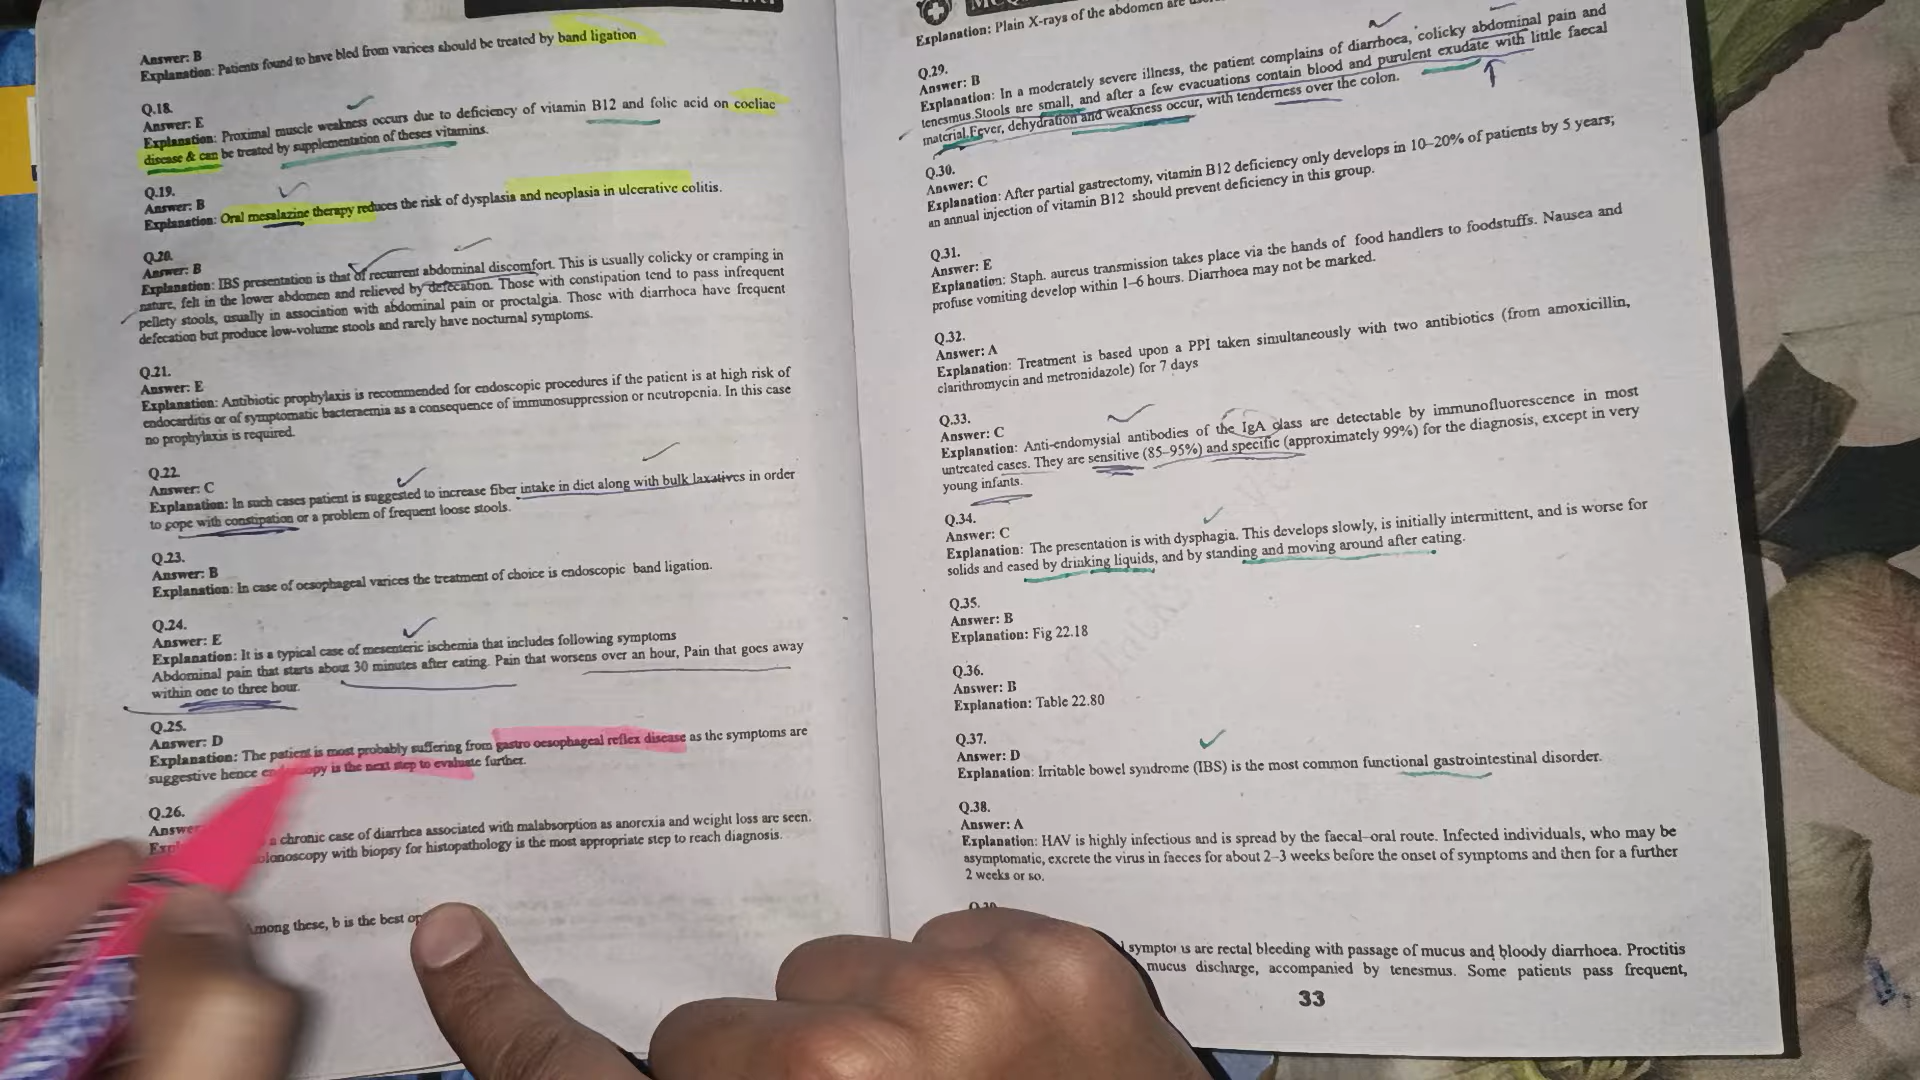 Answer: B
Explanation: Patients found to have bled from varices should be treated by band ligation
Q.18.
Answer: E
Explanation: Proximal muscle weakness occurs due to deficiency of vitamin B12 and folic acid on cocliac
disease & can be treated by supplementation of theses vitamins.
Q.19.
Answer: B
Explanation: Oral mesalazine therapy reduces the risk of dysplasia and neoplasia in ulcerative colitis.
Q.20.
Answer: B
Explanation: IBS presentation is that of recurrent abdominal discomfort. This is usually colicky or cramping in
nature, felt in the lower abdomen and relieved by defecation. Those with constipation tend to pass infrequent
pellety stools, usually in association with abdominal pain or proctalgia. Those with diarrhoea have frequent
defecation but produce low-volume stools and rarely have nocturnal symptoms.
Q.21.
Answer: E
Explanation: Antibiotic prophylaxis is recommended for endoscopic procedures if the patient is at high risk of
endocarditis or of symptomatic bacteraemia as a consequence of immunosuppression or neutropenia. In this case
no prophylaxis is required.
Q.22.
Answer: C
Explanation: In such cases patient is suggested to increase fiber intake in diet along with bulk laxatives in order
to cope with constipation or a problem of frequent loose stools.
Q.23.
Answer: B
Explanation: In case of oesophageal varices the treatment of choice is endoscopic band ligation.
Q.24.
Answer: E
Explanation: It is a typical case of mesenteric ischemia that includes following symptoms
Abdominal pain that starts about 30 minutes after eating. Pain that worsens over an hour, Pain that goes away
within one to three hour.
Q.25.
Answer: D
Explanation: The patient is most probably suffering from gastro oesophageal reflex disease as the symptoms are
suggestive hence is the next step to evaluate further.
Q.26.
a chronic case of diarrhea associated with malabsorption as anorexia and weight loss are seen.
with biopsy for histopathology is the most appropriate step to reach diagnosis.
Among these, b is the best
Explanation: Plain X-rays of the abdomen are
Q.29.
Answer: B
Explanation: In a moderately severe illness, the patient complains of diarrhoea, colicky abdominal pain and
tenesmus.Stools are small, and after a few evacuations contain blood and purulent exudate with little faecal
material.Fever, dehydration and weakness occur, with tenderness over the colon.
Q.30.
Answer: C
Explanation: After partial gastrectomy, vitamin B12 deficiency only develops in 10–20% of patients by 5 years;
an annual injection of vitamin B12 should prevent deficiency in this group.
Q.31.
Answer: E
Explanation: Staph. aureus transmission takes place via the hands of food handlers to foodstuffs. Nausea and
profuse vomiting develop within 1–6 hours. Diarrhoea may not be marked.
Q.32.
Answer: A
Explanation: Treatment is based upon a PPI taken simultaneously with two antibiotics (from amoxicillin,
clarithromycin and metronidazole) for 7 days
Q.33.
Answer: C
Explanation: Anti-endomysial antibodies of the IgA class are detectable by immunofluorescence in most
untreated cases. They are sensitive (85–95%) and specific (approximately 99%) for the diagnosis, except in very
young infants.
Q.34.
Answer: C
Explanation: The presentation is with dysphagia. This develops slowly, is initially intermittent, and is worse for
solids and eased by drinking liquids, and by standing and moving around after eating.
Q.35.
Answer: B
Explanation: Fig 22.18
Q.36.
Answer: B
Explanation: Table 22.80
Q.37.
Answer: D
Explanation: Irritable bowel syndrome (IBS) is the most common functional gastrointestinal disorder.
Q.38.
Answer: A
Explanation: HAV is highly infectious and is spread by the faecal–oral route. Infected individuals, who may be
asymptomatic, excrete the virus in faeces for about 2–3 weeks before the onset of symptoms and then for a further
2 weeks or so.
are rectal bleeding with passage of mucus and bloody diarrhoea. Proctitis
mucus discharge, accompanied by tenesmus. Some patients pass frequent,
33